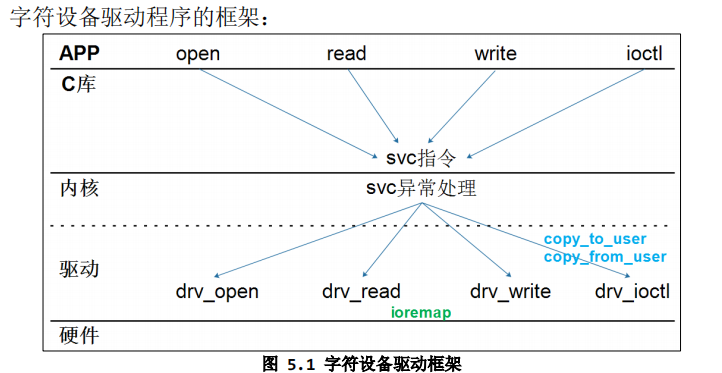 字符设备驱动程序的框架：
APP open read write ioctl
C库
svc指令
内核 svc异常处理
copy_to_user
copy_from_user
驱动
drv_open drv_read drv_write drv_ioctl
ioremap
硬件
图 5.1 字符设备驱动框架